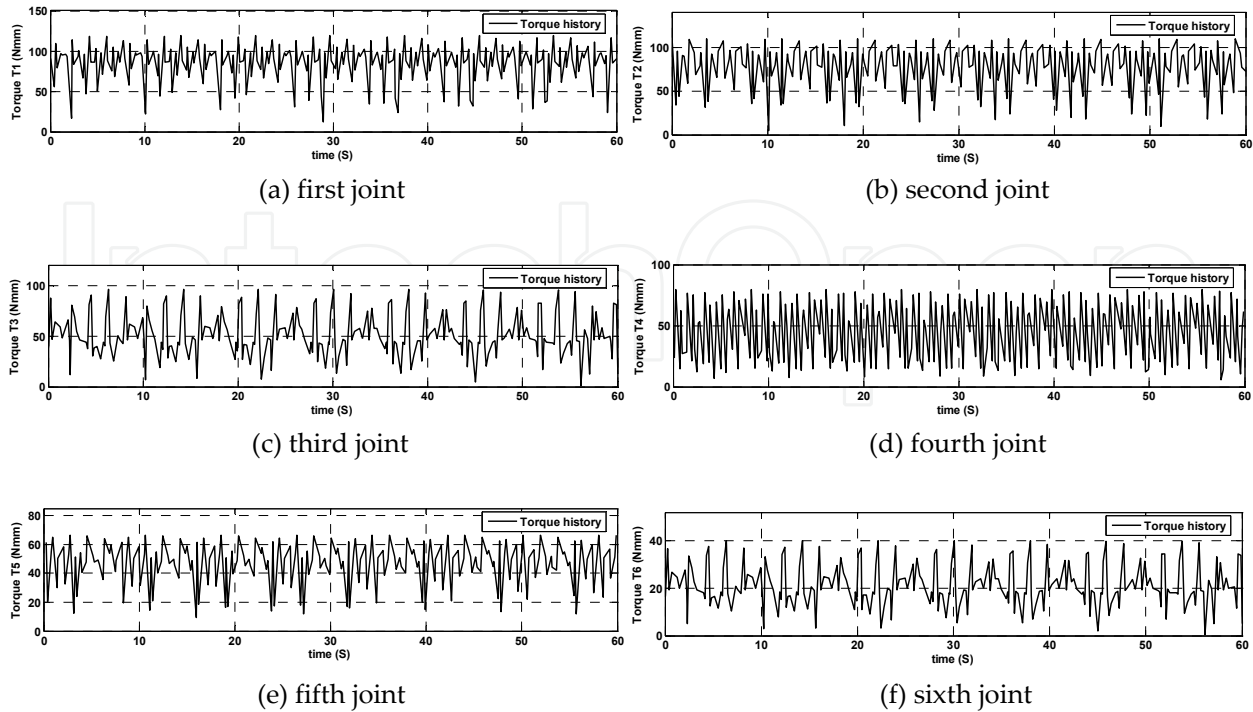 150
100
50
0
Torque T1 (Nmm)
Torque history
0 10 20 30 40 50 60
time (S)
(a) first joint
100
50
0
Torque T2 (Nmm)
Torque history
0 10 20 30 40 50 60
time (S)
(b) second joint
IntechOpen
100
50
0
Torque T3 (Nmm)
Torque history
0 10 20 30 40 50 60
time (S)
(c) third joint
100
50
0
Torque T4 (Nmm)
Torque history
0 10 20 30 40 50 60
time (S)
(d) fourth joint
80
60
40
20
0
Torque T5 (Nmm)
Torque history
0 10 20 30 40 50 60
time (S)
(e) fifth joint
40
20
0
Torque T6 (Nmm)
Torque history
0 10 20 30 40 50 60
time (S)
(f) sixth joint